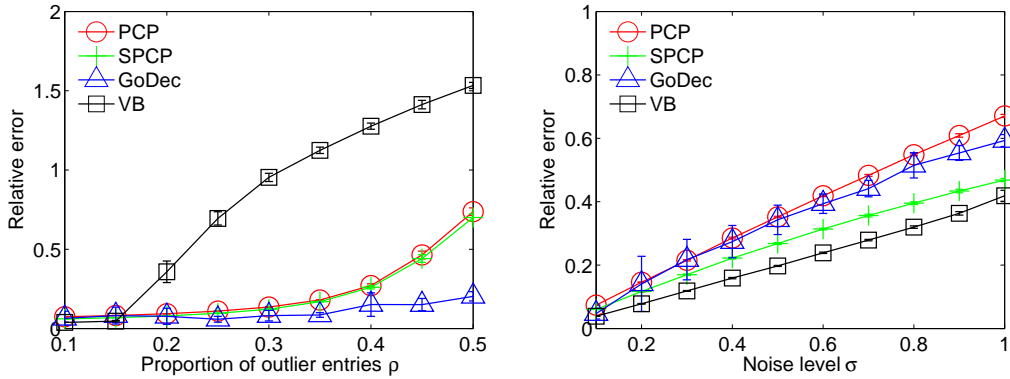 2
1.5
1
0.5
0
0.1
0.2
0.3
0.4
0.5
Relative error
Proportion of outlier entries ρ
PCP
SPCP
GoDec
VB
1
0.8
0.6
0.4
0.2
0
0.2
0.4
0.6
0.8
1
Relative error
Noise level σ
PCP
SPCP
GoDec
VB